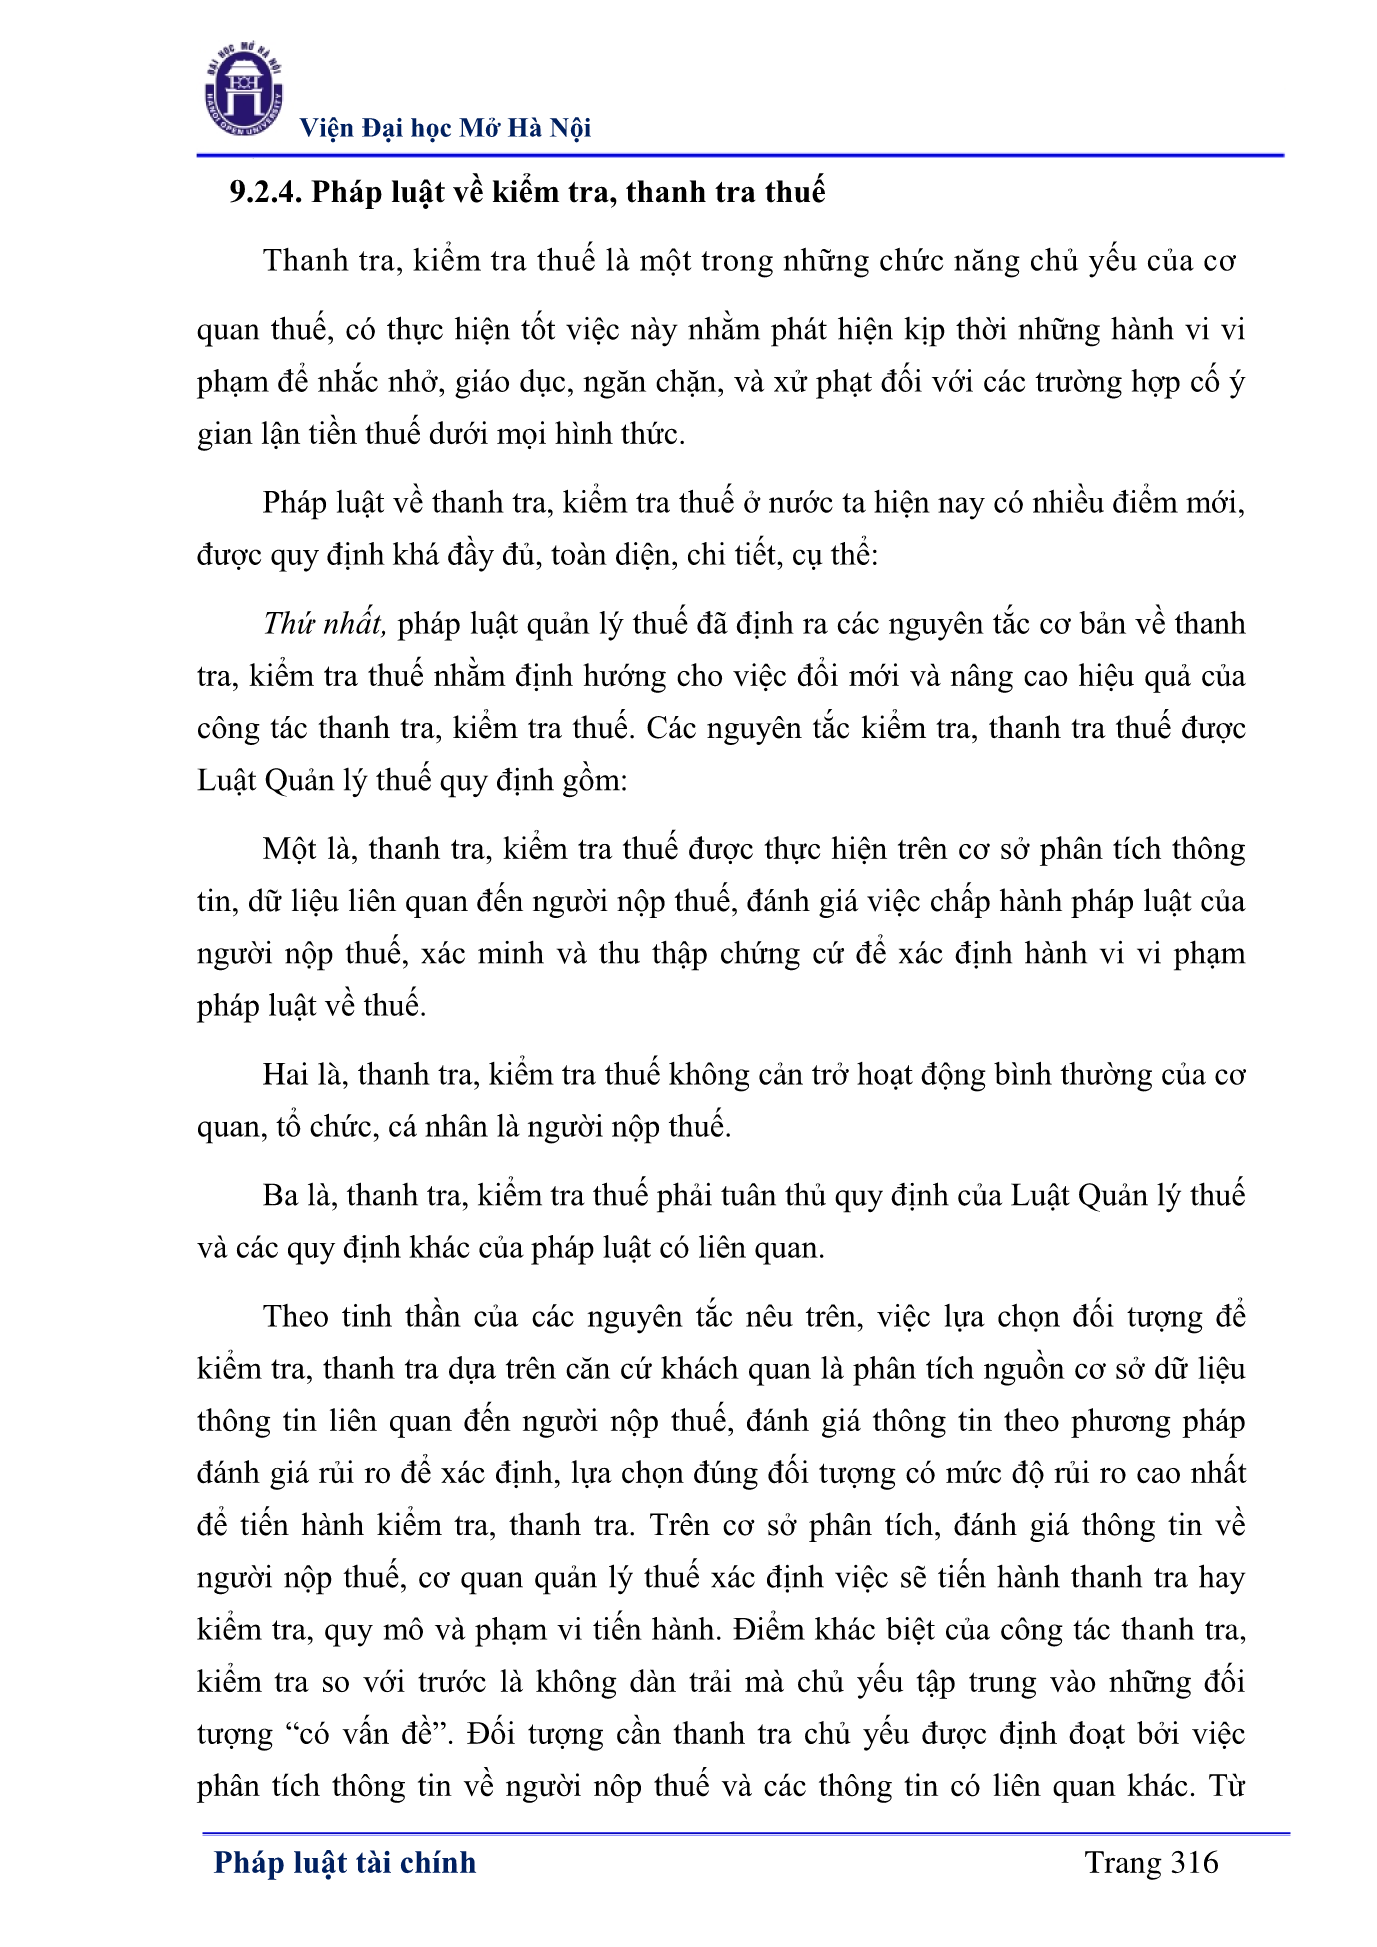 ĐẠI HỌC MỞ HÀ NỘI
HANOI OPEN UNIVERSITY
Viện Đại học Mở Hà Nội
9.2.4. Pháp luật về kiểm tra, thanh tra thuế
Thanh tra, kiểm tra thuế là một trong những chức năng chủ yếu của cơ
quan thuế, có thực hiện tốt việc này nhằm phát hiện kịp thời những hành vi vi
phạm để nhắc nhở, giáo dục, ngăn chặn, và xử phạt đối với các trường hợp cố ý
gian lận tiền thuế dưới mọi hình thức.
Pháp luật về thanh tra, kiểm tra thuế ở nước ta hiện nay có nhiều điểm mới,
được quy định khá đầy đủ, toàn diện, chi tiết, cụ thể:
Thứ nhất, pháp luật quản lý thuế đã định ra các nguyên tắc cơ bản về thanh
tra, kiểm tra thuế nhằm định hướng cho việc đổi mới và nâng cao hiệu quả của
công tác thanh tra, kiểm tra thuế. Các nguyên tắc kiểm tra, thanh tra thuế được
Luật Quản lý thuế quy định gồm:
Một là, thanh tra, kiểm tra thuế được thực hiện trên cơ sở phân tích thông
tin, dữ liệu liên quan đến người nộp thuế, đánh giá việc chấp hành pháp luật của
người nộp thuế, xác minh và thu thập chứng cứ để xác định hành vi vi phạm
pháp luật về thuế.
Hai là, thanh tra, kiểm tra thuế không cản trở hoạt động bình thường của cơ
quan, tổ chức, cá nhân là người nộp thuế.
Ba là, thanh tra, kiểm tra thuế phải tuân thủ quy định của Luật Quản lý thuế
và các quy định khác của pháp luật có liên quan.
Theo tinh thần của các nguyên tắc nêu trên, việc lựa chọn đối tượng để
kiểm tra, thanh tra dựa trên căn cứ khách quan là phân tích nguồn cơ sở dữ liệu
thông tin liên quan đến người nộp thuế, đánh giá thông tin theo phương pháp
đánh giá rủi ro để xác định, lựa chọn đúng đối tượng có mức độ rủi ro cao nhất
để tiến hành kiểm tra, thanh tra. Trên cơ sở phân tích, đánh giá thông tin về
người nộp thuế, cơ quan quản lý thuế xác định việc sẽ tiến hành thanh tra hay
kiểm tra, quy mô và phạm vi tiến hành. Điểm khác biệt của công tác thanh tra,
kiểm tra so với trước là không dàn trải mà chủ yếu tập trung vào những đối
tượng “có vấn đề”. Đối tượng cần thanh tra chủ yếu được định đoạt bởi việc
phân tích thông tin về người nôp thuế và các thông tin có liên quan khác. Từ
Pháp luật tài chính Trang 316